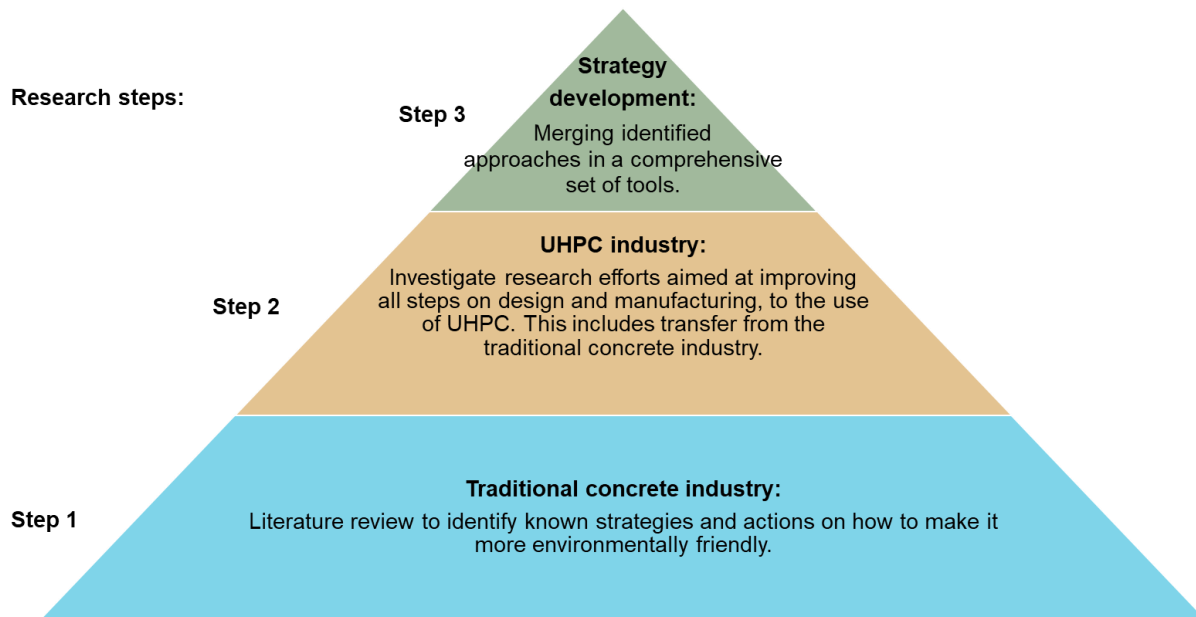 Research steps:
Step 3
Strategy
development:
Merging identified
approaches in a comprehensive
set of tools.
Step 2
UHPC industry:
Investigate research efforts aimed at improving
all steps on design and manufacturing, to the use
of UHPC. This includes transfer from the
traditional concrete industry.
Step 1
Traditional concrete industry:
Literature review to identify known strategies and actions on how to make it
more environmentally friendly.